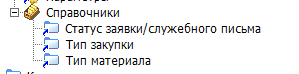 Справочники
Статус заявки/служебного письма
Тип закупки
Тип материала